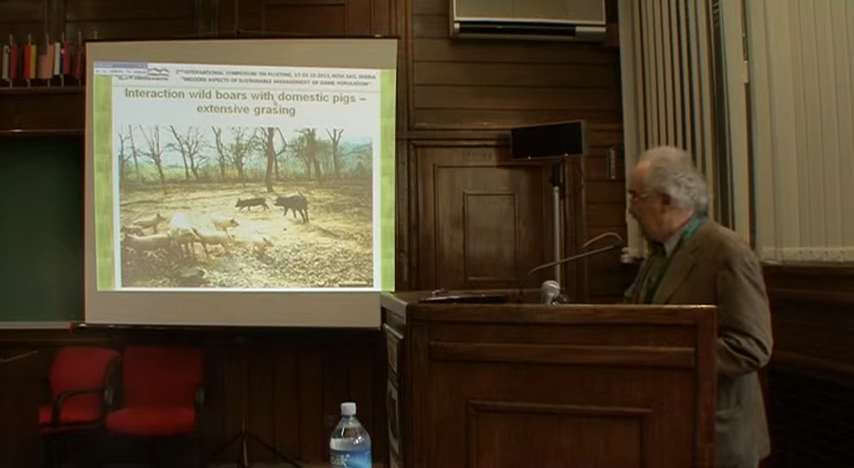 2nd INTERNATIONAL SYMPOSIUM ON HUNTING, 17-20.10.2013, NOVI SAD, SERBIA
"MODERN ASPECTS OF SUSTAINABLE MANAGEMENT OF GAME POPULATION"
Interaction wild boars with domestic pigs –
extensive grasing